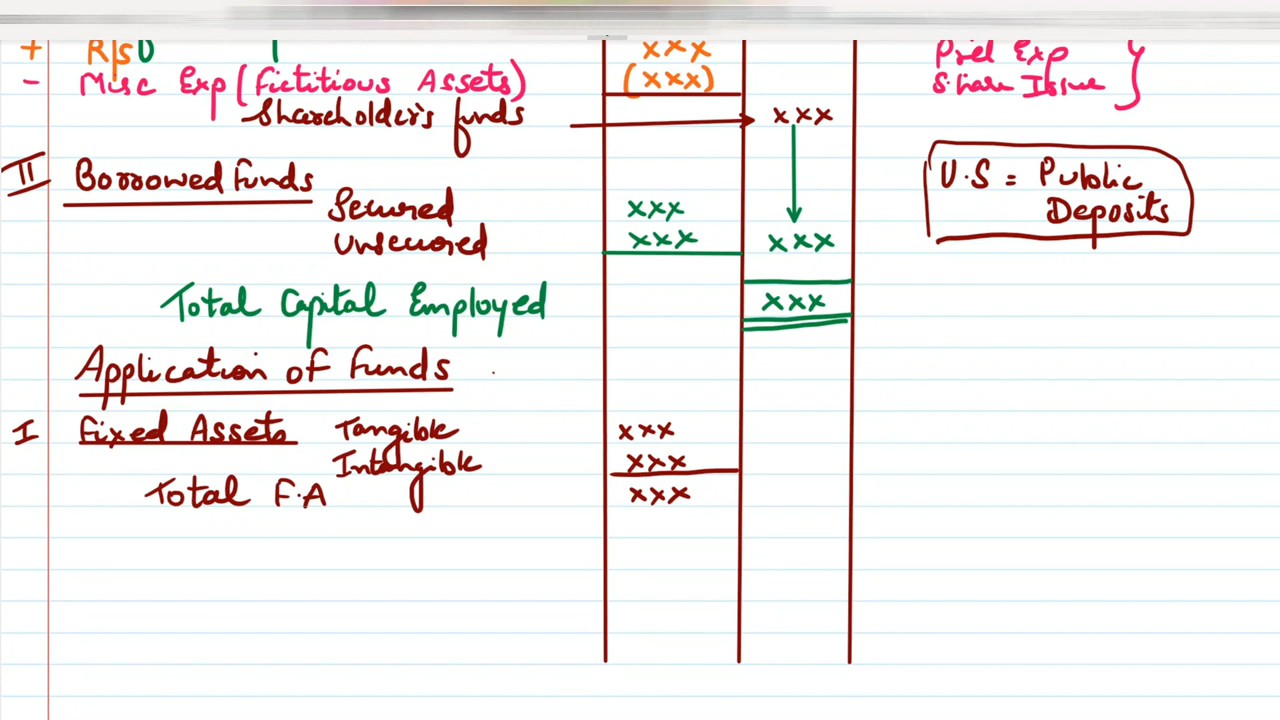 + R/s xxx
- Misc Exp (Fictitious Assets) (xxx)
Prel Exp
Share Issue
Shareholder's funds xxx
II Borrowed Funds
Secured xxx
Unsecured xxx xxx
U.S = Public
Deposits
Total Capital Employed xxx
Application of Funds
I Fixed Assets Tangible xxx
Intangible xxx
Total F.A xxx